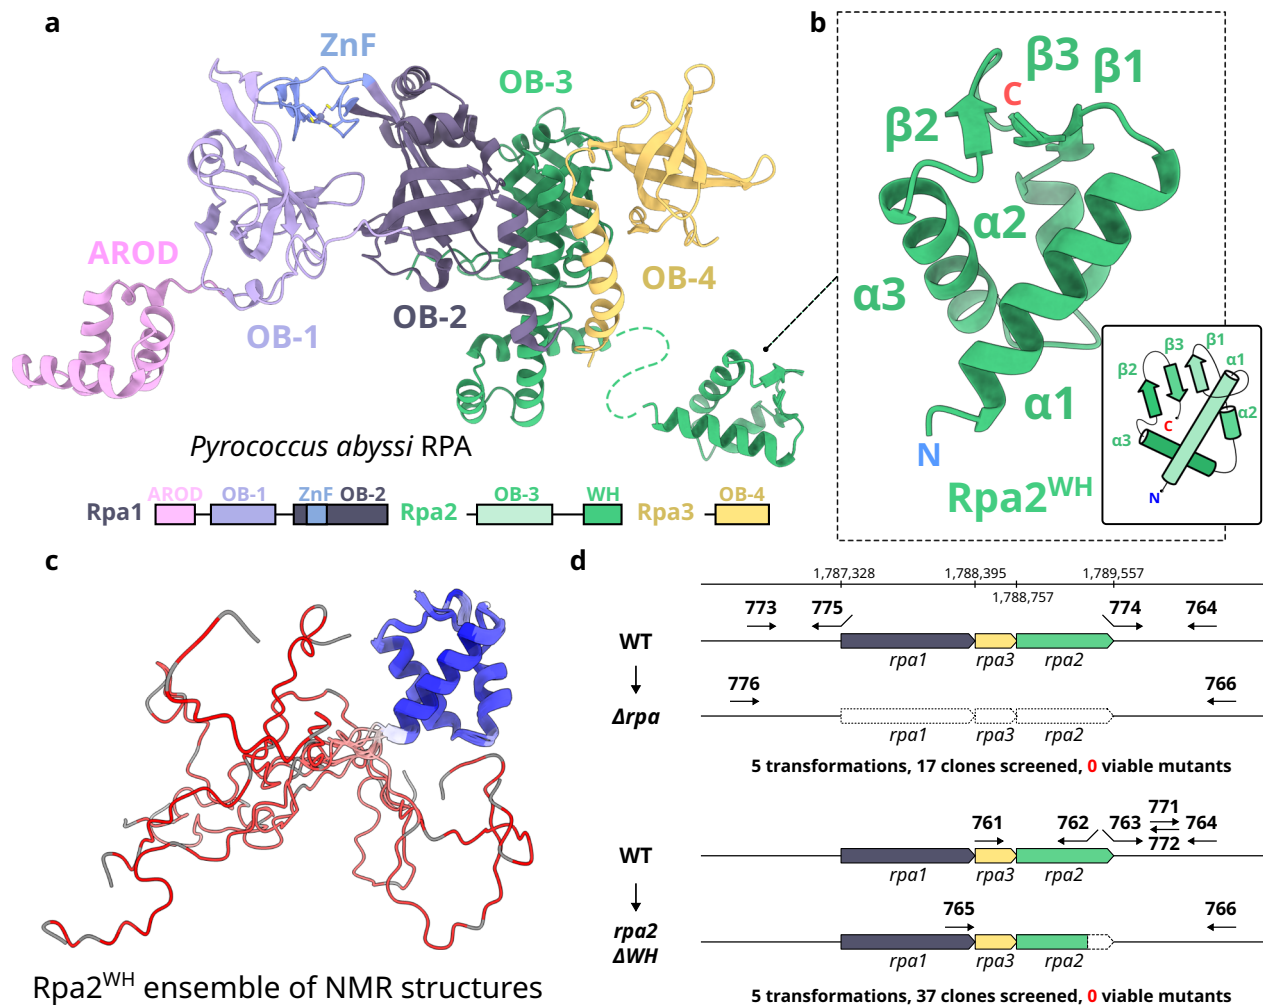 a
ZnF
OB-3
AROD
OB-1
OB-2
OB-4
Pyrococcus abyssi RPA
AROD OB-1 ZnF OB-2 OB-3 WH OB-4
Rpa1 Rpa2 Rpa3
b
β3 β1
C
β2
α2
α3
α1
N
Rpa2WH
β3 β1
α1
β2
α2
C
α3
N
c
Rpa2WH ensemble of NMR structures
d
1,787,328 1,788,395 1,789,557
1,788,757
773 775 774 764
WT
rpa1 rpa3 rpa2
776 766
Δrpa
rpa1 rpa3 rpa2
5 transformations, 17 clones screened, 0 viable mutants
771
761 762 763 764
772
WT
rpa1 rpa3 rpa2
765 766
rpa2
ΔWH
rpa1 rpa3 rpa2
5 transformations, 37 clones screened, 0 viable mutants